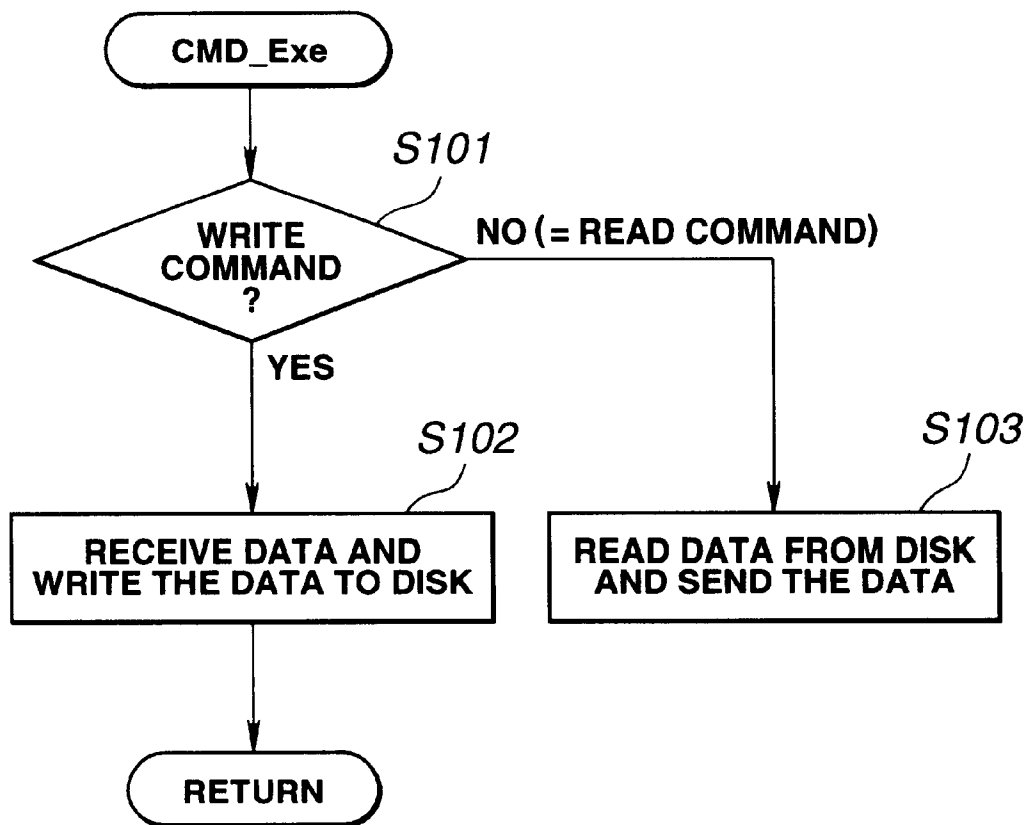 CMD_Exe
S101
WRITE
COMMAND
?
NO (= READ COMMAND)
YES
S102
RECEIVE DATA AND
WRITE THE DATA TO DISK
S103
READ DATA FROM DISK
AND SEND THE DATA
RETURN